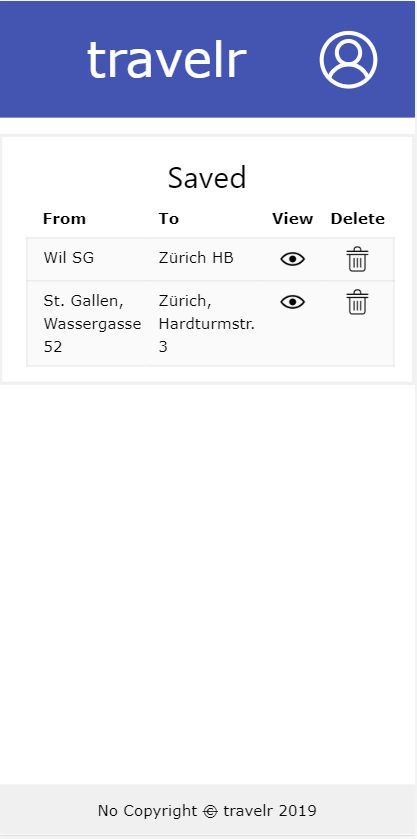 travelr
Saved
From To View Delete
Wil SG Zürich HB
St. Gallen, Zürich,
Wassergasse Hardturmstr.
52 3
No Copyright © travelr 2019